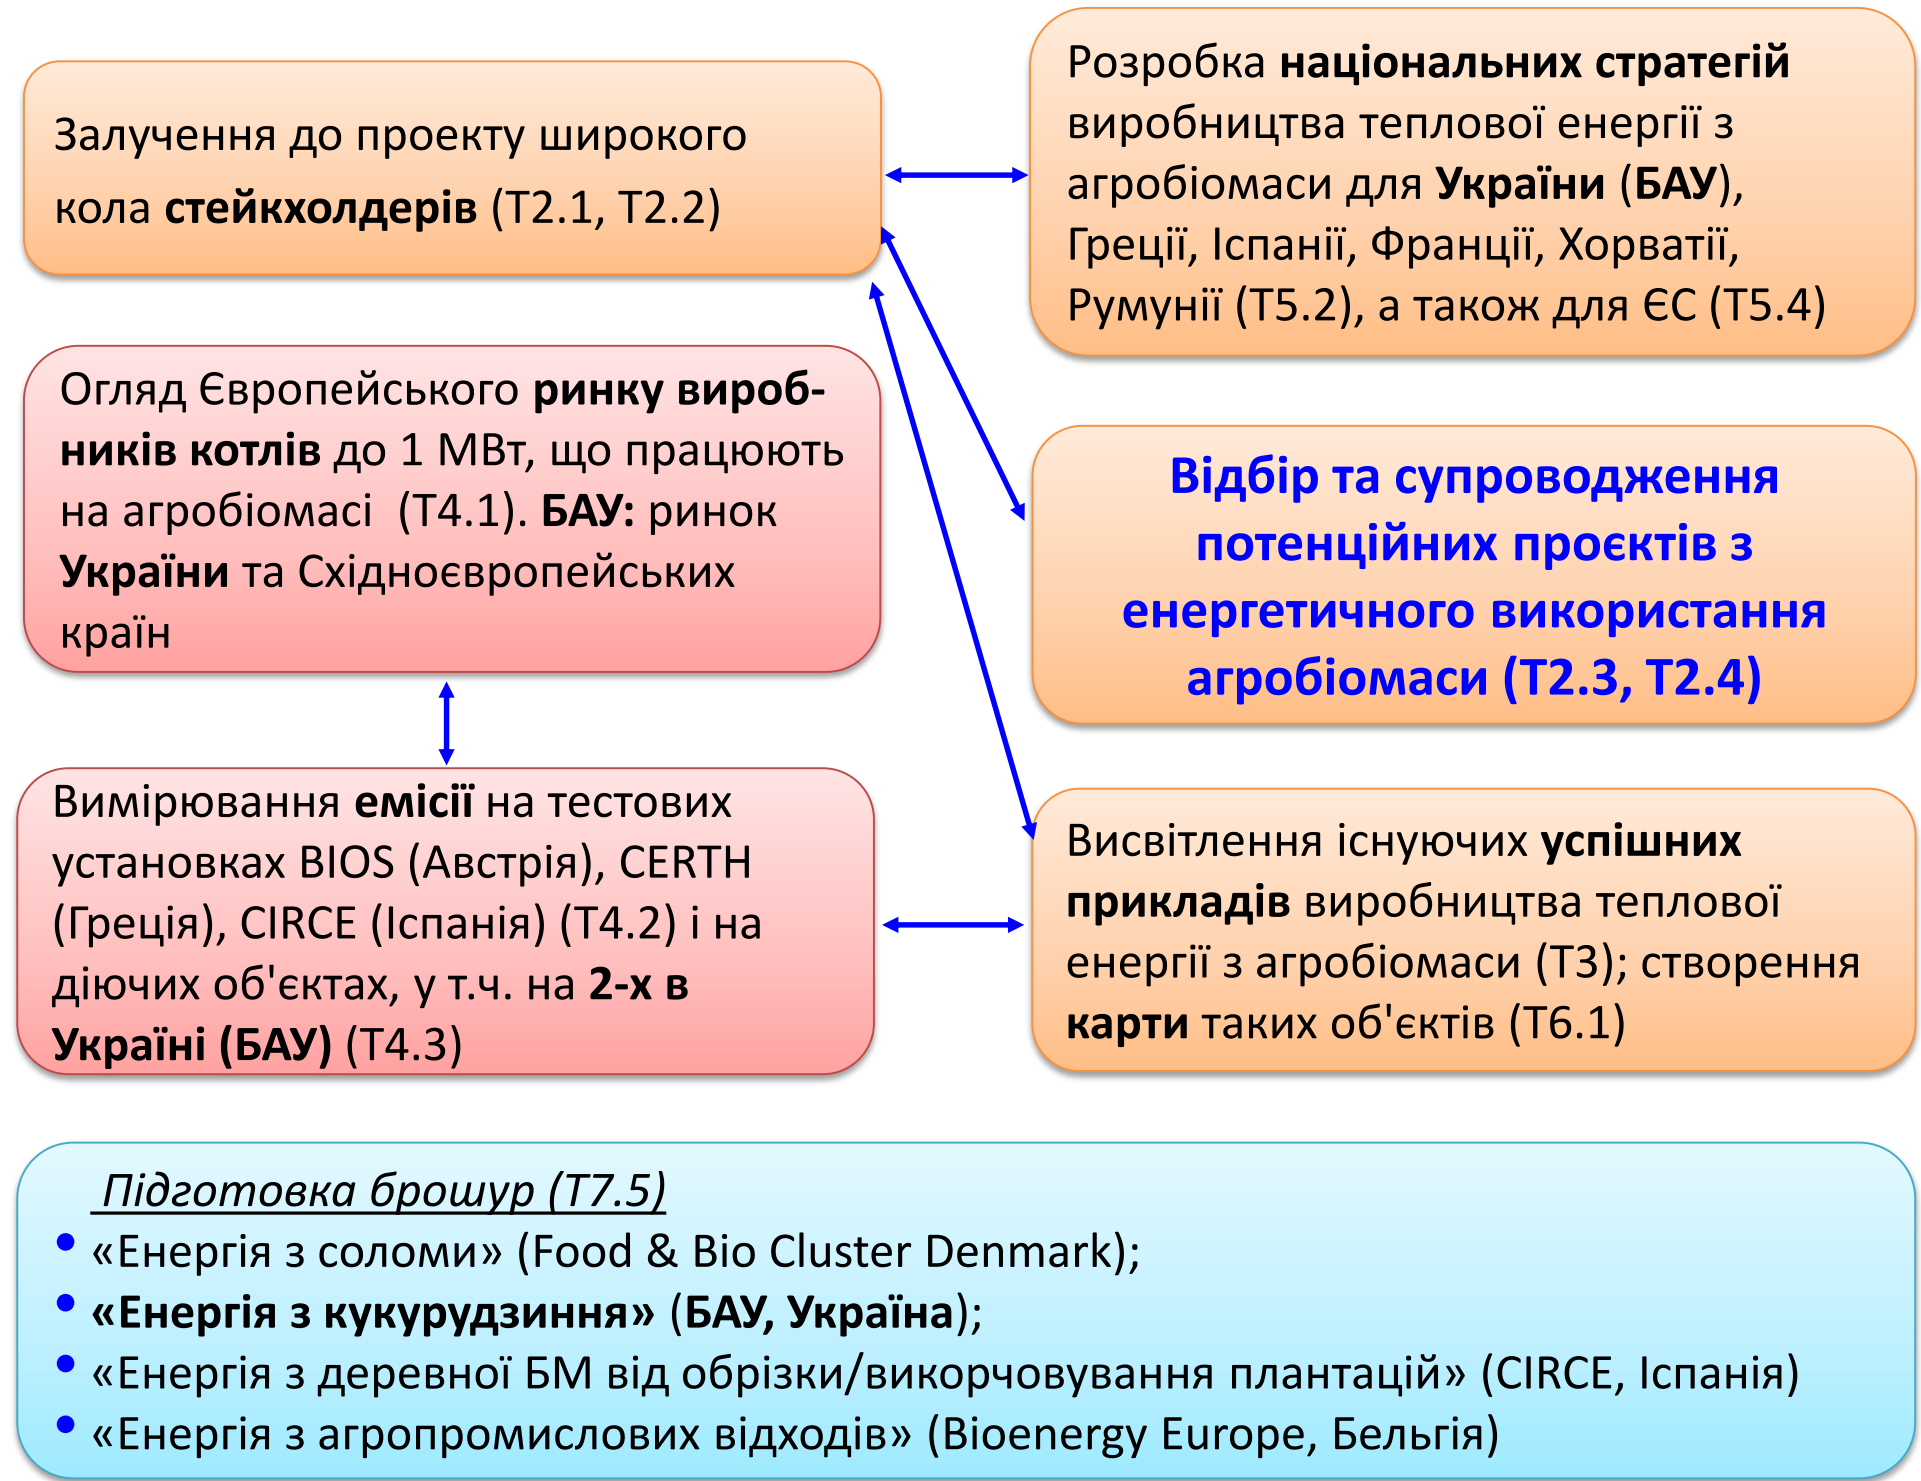 Залучення до проекту широкого
кола стейкхолдерів (Т2.1, Т2.2)
Розробка національних стратегій
виробництва теплової енергії з
агробіомаси для України (БАУ),
Греції, Іспанії, Франції, Хорватії,
Румунії (Т5.2), а також для ЄС (Т5.4)
Огляд Європейського ринку вироб-
ників котлів до 1 МВт, що працюють
на агробіомасі (Т4.1). БАУ: ринок
України та Східноєвропейських
країн
Відбір та супроводження
потенційних проєктів з
енергетичного використання
агробіомаси (Т2.3, Т2.4)
Вимірювання емісії на тестових
установках BIOS (Австрія), CERTH
(Греція), CIRCE (Іспанія) (Т4.2) і на
діючих об'єктах, у т.ч. на 2-х в
Україні (БАУ) (Т4.3)
Висвітлення існуючих успішних
прикладів виробництва теплової
енергії з агробіомаси (Т3); створення
карти таких об'єктів (Т6.1)
Підготовка брошур (Т7.5)
• «Енергія з соломи» (Food & Bio Cluster Denmark);
• «Енергія з кукурудзиння» (БАУ, Україна);
• «Енергія з деревної БМ від обрізки/викорчовування плантацій» (CIRCE, Іспанія)
• «Енергія з агропромислових відходів» (Bioenergy Europe, Бельгія)